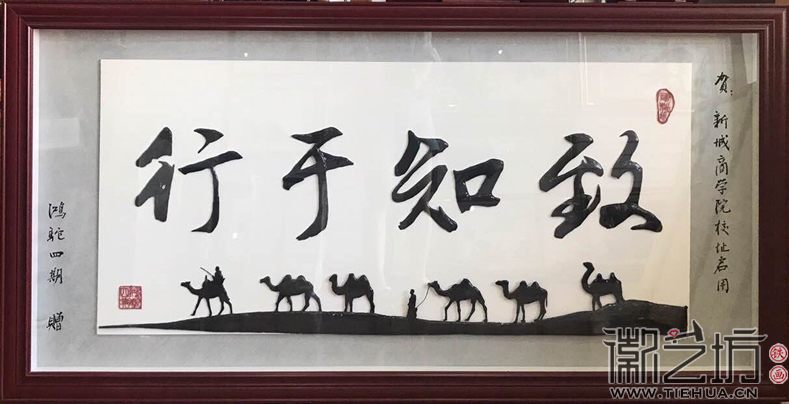 贺：新城商学院校址启用
致知于行
鸿驼四期 赠
徽艺坊
铁画
WWW.TIEHUA.CN